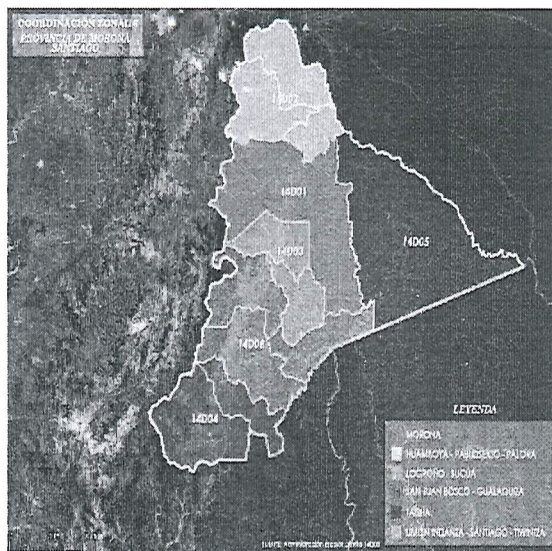 COORDINACIÓN ZONAL 6
PROVINCIA DE MORONA
SANTIAGO
14D02
14D01
14D05
14D03
14D06
14D04
LEYENDA
MORONA
HUAMBOYA - PABLO SEXTO - PALORA
LOGROÑO - SUCÚA
SAN JUAN BOSCO - GUALAQUIZA
TAISHA
LIMÓN INDANZA - SANTIAGO - TIWINTZA